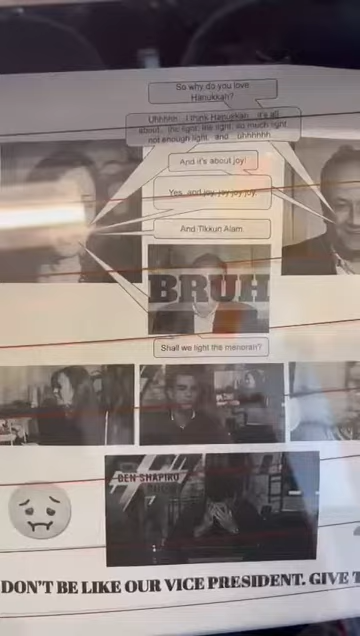 So why do you love
Hanukkah?
Uhhhhh... I think Hanukkah... it's all
about... the light, the light, so much light
not enough light, and... uhhhhhh...
And it's about joy!
Yes, and joy, joy joy joy.
And Tikkun Alam.
BRUH
Shall we light the menorah?
BEN SHAPIRO
DON'T BE LIKE OUR VICE PRESIDENT. GIVE